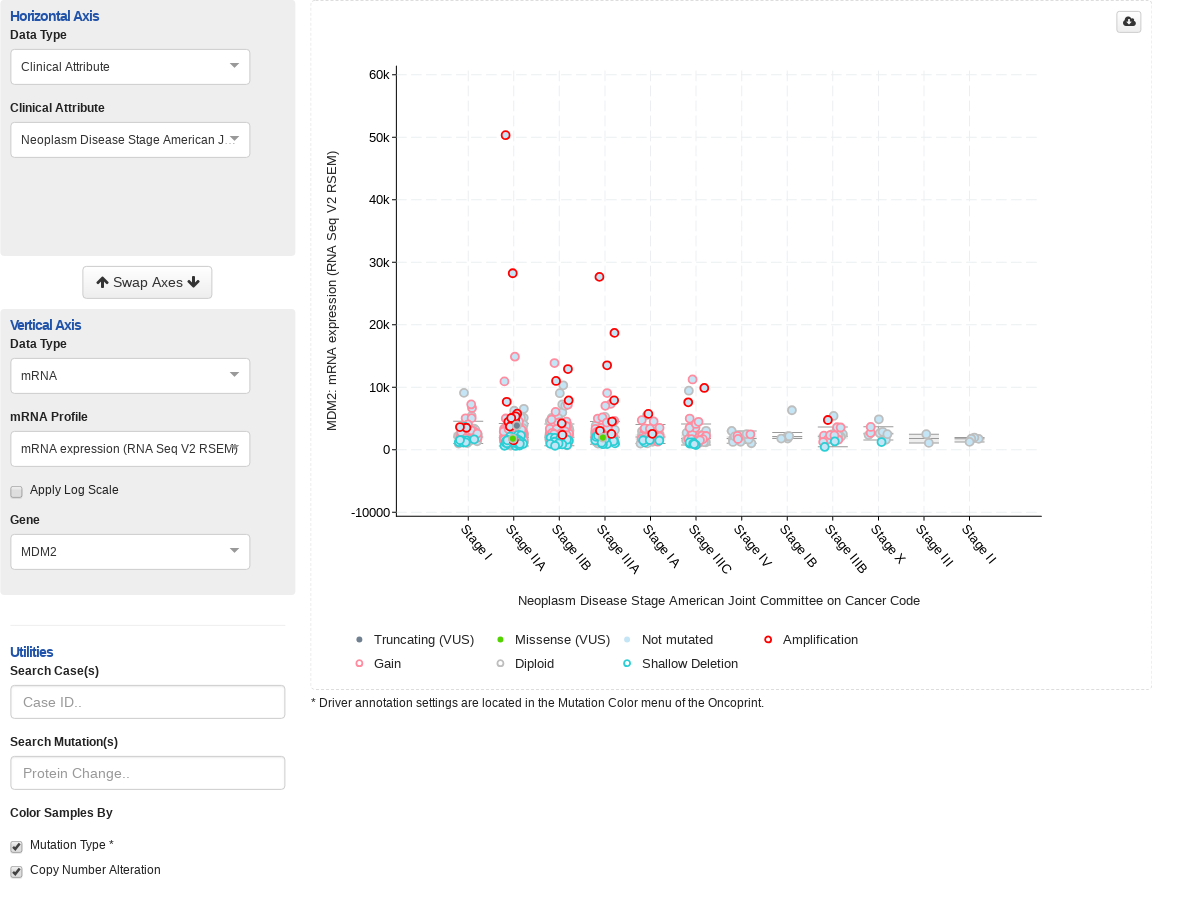 Horizontal Axis
Data Type
Clinical Attribute
Clinical Attribute
Neoplasm Disease Stage American J...
Swap Axes
Vertical Axis
Data Type
mRNA
mRNA Profile
mRNA expression (RNA Seq V2 RSEM)
Apply Log Scale
Gene
MDM2
Utilities
Search Case(s)
Case ID..
Search Mutation(s)
Protein Change..
Color Samples By
Mutation Type *
Copy Number Alteration
MDM2: mRNA expression (RNA Seq V2 RSEM)
60k
50k
40k
30k
20k
10k
0
-10000
Stage I
Stage IIA
Stage IIB
Stage IIIA
Stage IA
Stage IIIC
Stage IV
Stage IB
Stage IIIB
Stage X
Stage III
Stage II
Neoplasm Disease Stage American Joint Committee on Cancer Code
Truncating (VUS) Missense (VUS) Not mutated Amplification
Gain Diploid Shallow Deletion
* Driver annotation settings are located in the Mutation Color menu of the Oncoprint.